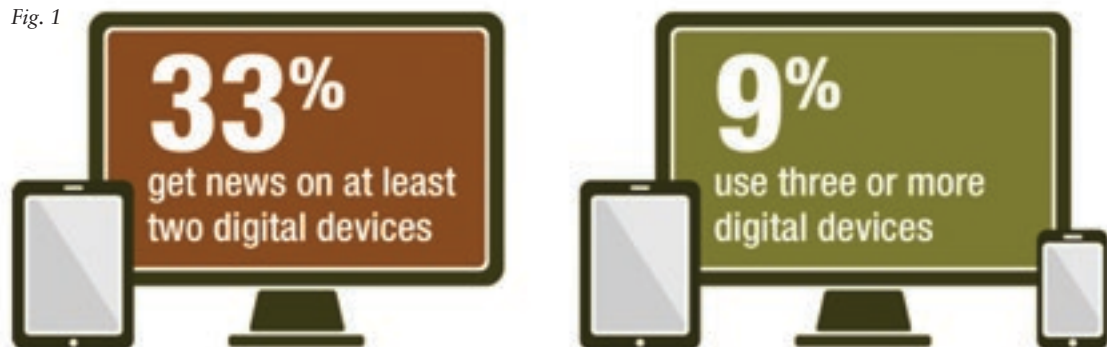 Fig. 1
33%
get news on at least
two digital devices
9%
use three or more
digital devices